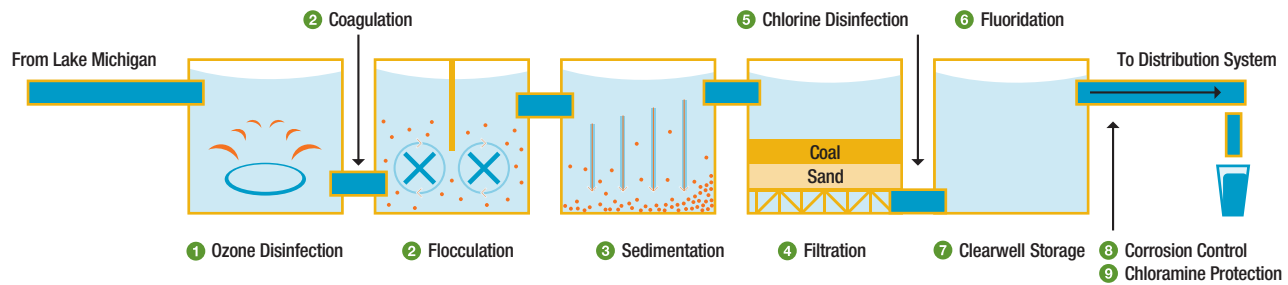 2 Coagulation
5 Chlorine Disinfection
6 Fluoridation
From Lake Michigan
To Distribution System
Coal
Sand
1 Ozone Disinfection
2 Flocculation
3 Sedimentation
4 Filtration
7 Clearwell Storage
8 Corrosion Control
9 Chloramine Protection